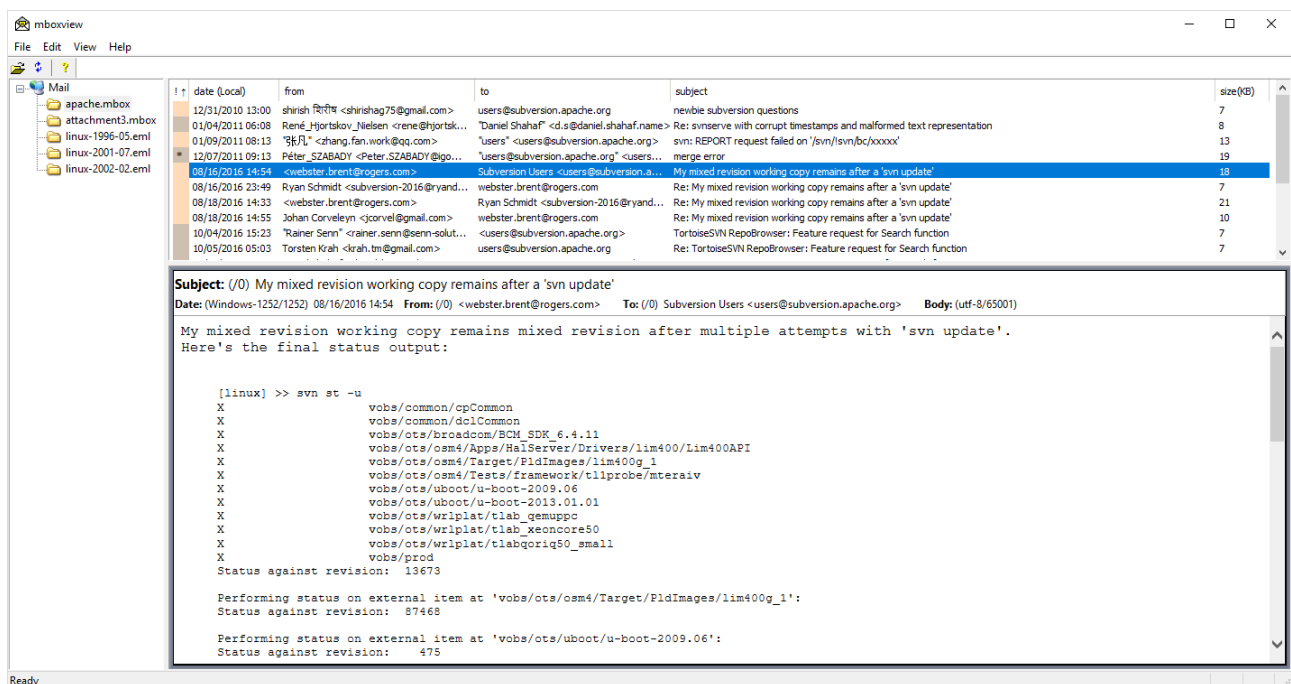 mboxview
File Edit View Help
Mail
apache.mbox
attachment3.mbox
linux-1996-05.eml
linux-2001-07.eml
linux-2002-02.eml
! ↑ date (Local) from to subject size(KB)
12/31/2010 13:00 shirish शिरीष <shirishag75@gmail.com> users@subversion.apache.org newbie subversion questions 7
01/04/2011 06:08 René_Hjortskov_Nielsen <rene@hjortsk... "Daniel Shahaf" <d.s@daniel.shahaf.name> Re: svnserve with corrupt timestamps and malformed text representation 8
01/09/2011 08:13 "张凡" <zhang.fan.work@qq.com> "users" <users@subversion.apache.org> svn: REPORT request failed on '/svn/!svn/bc/xxxxx' 13
* 12/07/2011 09:13 Péter_SZABADY <Peter.SZABADY@igo... "users@subversion.apache.org" <users... merge error 19
08/16/2016 14:54 <webster.brent@rogers.com> Subversion Users <users@subversion.a... My mixed revision working copy remains after a 'svn update' 18
08/16/2016 23:49 Ryan Schmidt <subversion-2016@ryand... webster.brent@rogers.com Re: My mixed revision working copy remains after a 'svn update' 7
08/18/2016 14:33 <webster.brent@rogers.com> Ryan Schmidt <subversion-2016@ryand... Re: My mixed revision working copy remains after a 'svn update' 21
08/18/2016 14:55 Johan Corveleyn <jcorvel@gmail.com> webster.brent@rogers.com Re: My mixed revision working copy remains after a 'svn update' 10
10/04/2016 15:23 "Rainer Senn" <rainer.senn@senn-solut... <users@subversion.apache.org> TortoiseSVN RepoBrowser: Feature request for Search function 7
10/05/2016 05:03 Torsten Krah <krah.tm@gmail.com> users@subversion.apache.org Re: TortoiseSVN RepoBrowser: Feature request for Search function 7
Subject: (/0) My mixed revision working copy remains after a 'svn update'
Date: (Windows-1252/1252) 08/16/2016 14:54 From: (/0) <webster.brent@rogers.com> To: (/0) Subversion Users <users@subversion.apache.org> Body: (utf-8/65001)
My mixed revision working copy remains mixed revision after multiple attempts with 'svn update'.
Here's the final status output:
[linux] >> svn st -u
X vobs/common/cpCommon
X vobs/common/dclCommon
X vobs/ots/broadcom/BCM_SDK_6.4.11
X vobs/ots/osm4/Apps/HalServer/Drivers/lim400/Lim400API
X vobs/ots/osm4/Target/PldImages/lim400g_1
X vobs/ots/osm4/Tests/framework/tl1probe/mteraiv
X vobs/ots/uboot/u-boot-2009.06
X vobs/ots/uboot/u-boot-2013.01.01
X vobs/ots/wrlplat/tlab_qemuppc
X vobs/ots/wrlplat/tlab_xeoncore50
X vobs/ots/wrlplat/tlabqoriq50_small
X vobs/prod
Status against revision: 13673
Performing status on external item at 'vobs/ots/osm4/Target/PldImages/lim400g_1':
Status against revision: 87468
Performing status on external item at 'vobs/ots/uboot/u-boot-2009.06':
Status against revision: 475
Ready